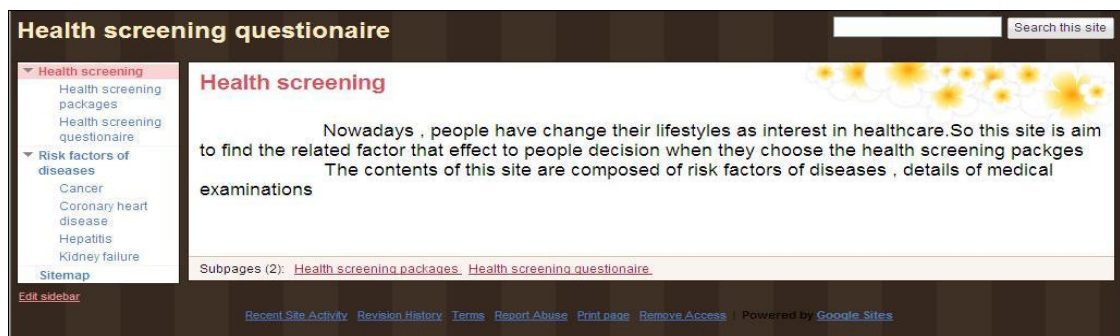 Health screening questionaire
Search this site
Health screening
Health screening
packages
Health screening
questionaire
Risk factors of
diseases
Cancer
Coronary heart
disease
Hepatitis
Kidney failure
Sitemap
Edit sidebar
Health screening
Nowadays , people have change their lifestyles as interest in healthcare.So this site is aim
to find the related factor that effect to people decision when they choose the health screening packges
The contents of this site are composed of risk factors of diseases , details of medical
examinations
Subpages (2): Health screening packages Health screening questionaire
Recent Site Activity Revision History Terms Report Abuse Print page Remove Access | Powered by Google Sites